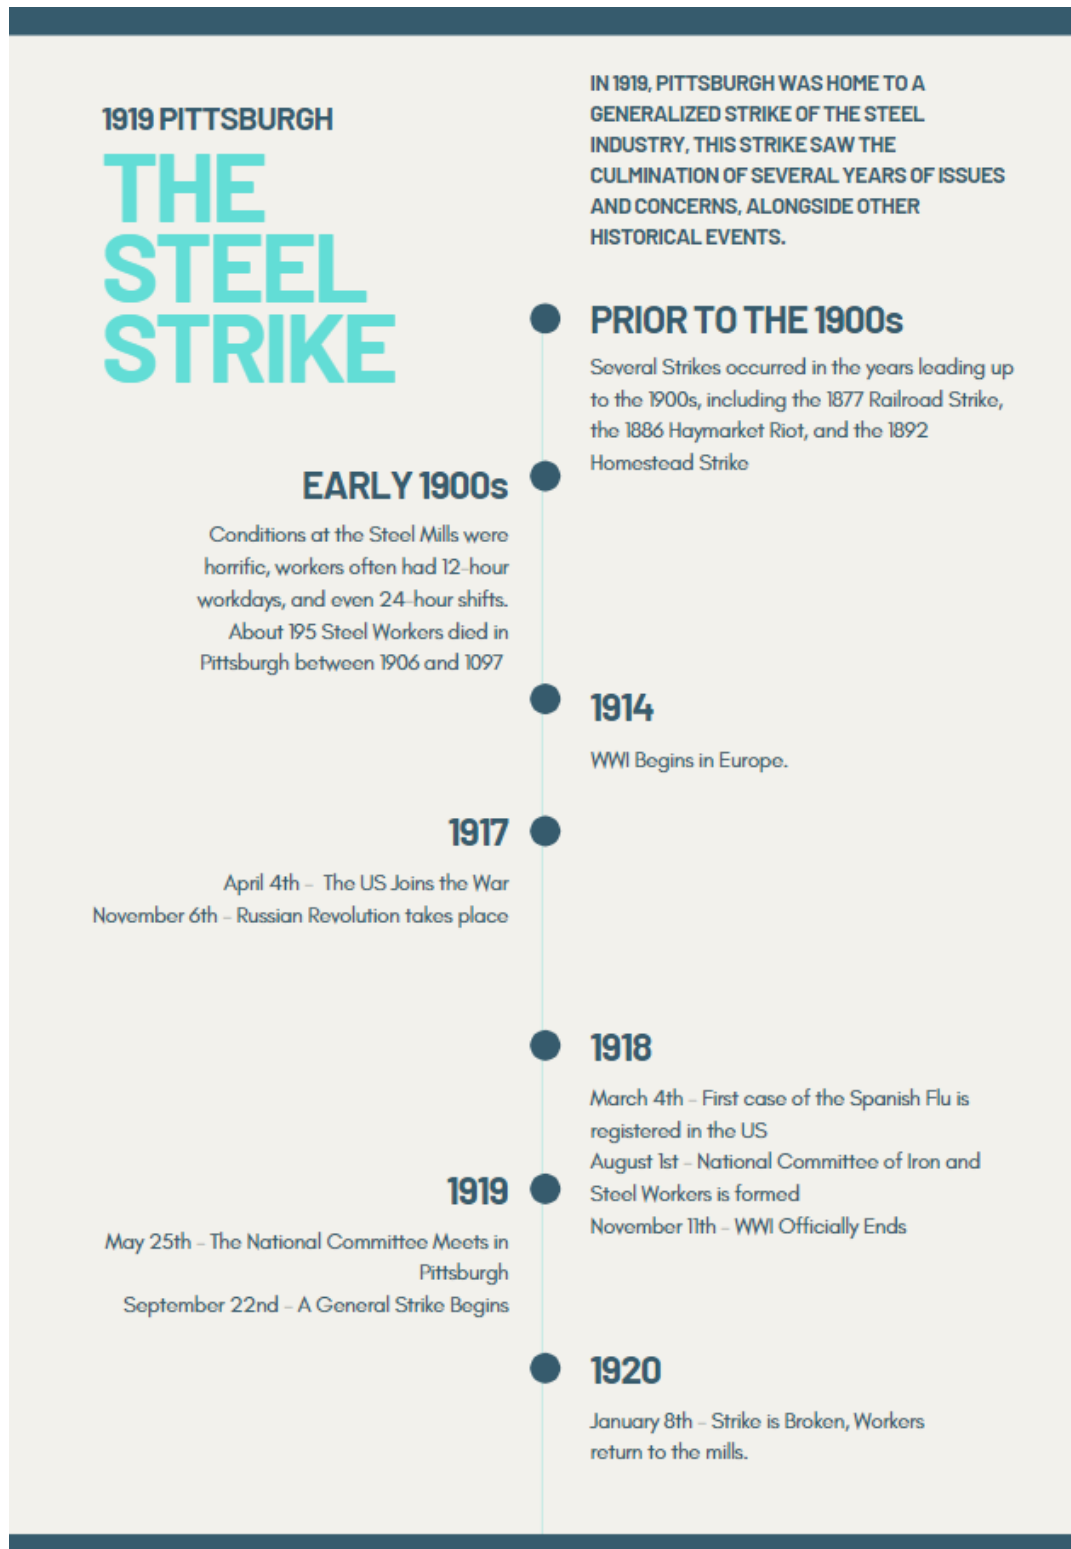 1919 PITTSBURGH
THE
STEEL
STRIKE
IN 1919, PITTSBURGH WAS HOME TO A
GENERALIZED STRIKE OF THE STEEL
INDUSTRY, THIS STRIKE SAW THE
CULMINATION OF SEVERAL YEARS OF ISSUES
AND CONCERNS, ALONGSIDE OTHER
HISTORICAL EVENTS.
PRIOR TO THE 1900s
Several Strikes occurred in the years leading up
to the 1900s, including the 1877 Railroad Strike,
the 1886 Haymarket Riot, and the 1892
Homestead Strike
EARLY 1900s
Conditions at the Steel Mills were
horrific, workers often had 12-hour
workdays, and even 24-hour shifts.
About 195 Steel Workers died in
Pittsburgh between 1906 and 1097
1914
WWI Begins in Europe.
1917
April 4th - The US Joins the War
November 6th - Russian Revolution takes place
1918
March 4th - First case of the Spanish Flu is
registered in the US
August 1st - National Committee of Iron and
Steel Workers is formed
November 11th - WWI Officially Ends
1919
May 25th - The National Committee Meets in
Pittsburgh
September 22nd - A General Strike Begins
1920
January 8th - Strike is Broken, Workers
return to the mills.